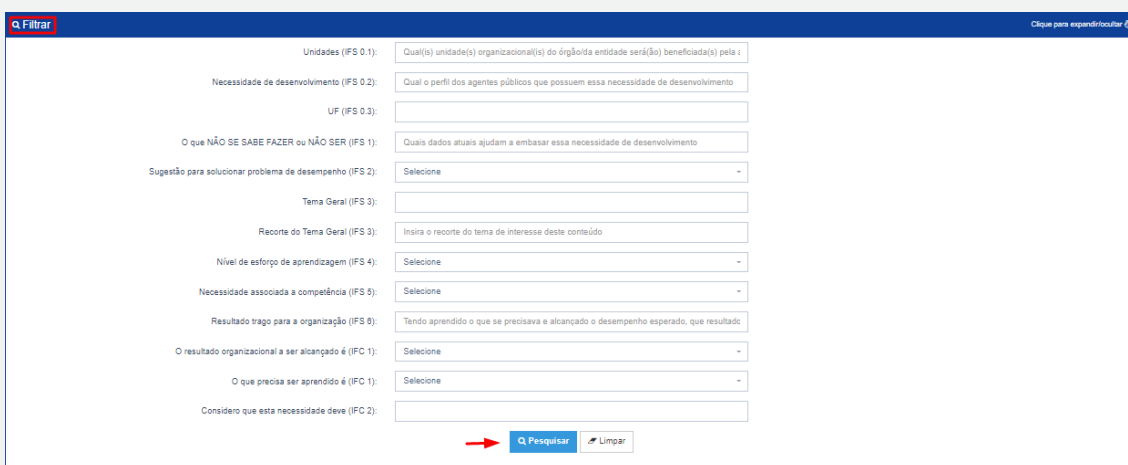 Filtrar
Clique para expandir/ocultar
Unidades (IFS 0.1):
Qual(is) unidade(s) organizacional(is) do órgão/da entidade será(ão) beneficiada(s) pela a
Necessidade de desenvolvimento (IFS 0.2):
Qual o perfil dos agentes públicos que possuem essa necessidade de desenvolvimento
UF (IFS 0.3):
O que NÃO SE SABE FAZER ou NÃO SER (IFS 1):
Quais dados atuais ajudam a embasar essa necessidade de desenvolvimento
Sugestão para solucionar problema de desempenho (IFS 2):
Selecione
Tema Geral (IFS 3):
Recorte do Tema Geral (IFS 3):
Insira o recorte do tema de interesse deste conteúdo
Nível de esforço de aprendizagem (IFS 4):
Selecione
Necessidade associada a competência (IFS 5):
Selecione
Resultado trago para a organização (IFS 6):
Tendo aprendido o que se precisava e alcançado o desempenho esperado, que resultado
O resultado organizacional a ser alcançado é (IFC 1):
Selecione
O que precisa ser aprendido é (IFC 1):
Selecione
Considero que esta necessidade deve (IFC 2):
Pesquisar
Limpar